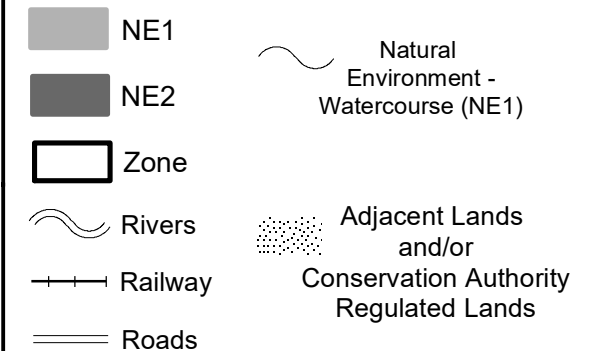 NE1
NE2
Zone
Rivers
Railway
Roads
Natural
Environment -
Watercourse (NE1)
Adjacent Lands
and/or
Conservation Authority
Regulated Lands